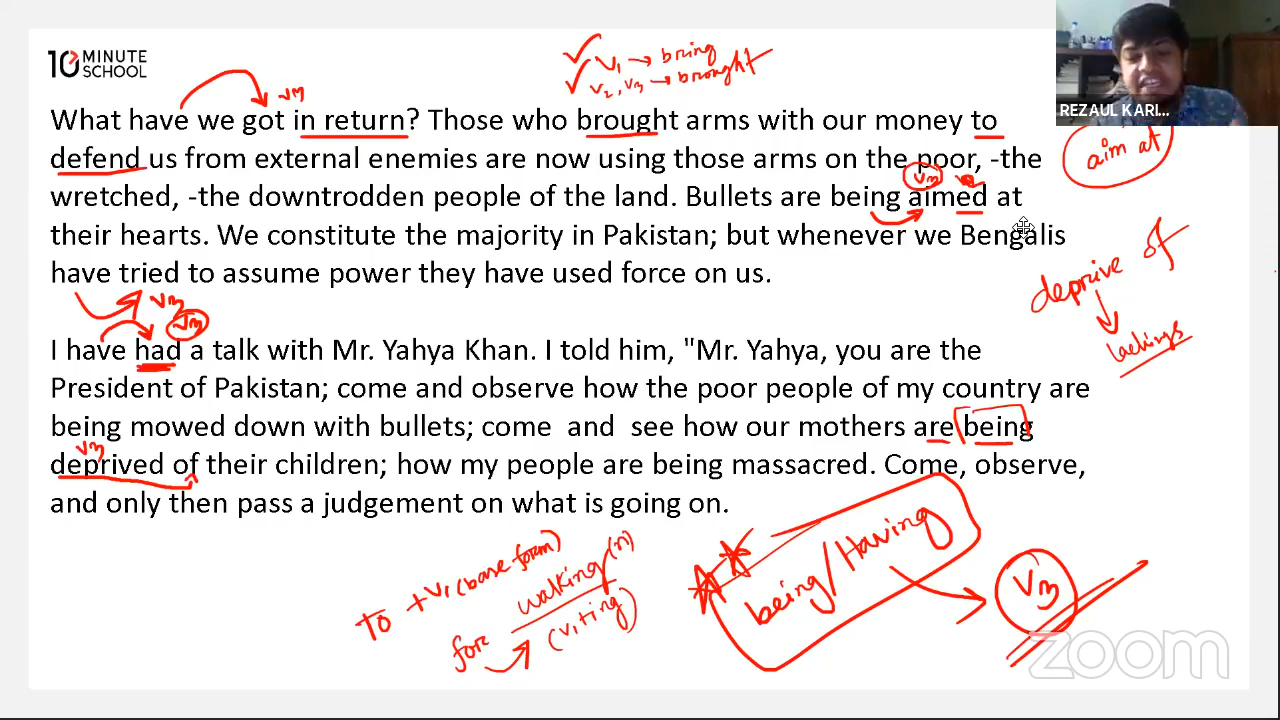 10 MINUTE
SCHOOL
V1 → bring
V2, V3 → brought
REZAUL KARI...
V3
What have we got in return? Those who brought arms with our money to
aim at
defend us from external enemies are now using those arms on the poor, -the
V3
wretched, -the downtrodden people of the land. Bullets are being aimed at
their hearts. We constitute the majority in Pakistan; but whenever we Bengalis
have tried to assume power they have used force on us.
deprive of
lackings
V3
V3
I have had a talk with Mr. Yahya Khan. I told him, "Mr. Yahya, you are the
President of Pakistan; come and observe how the poor people of my country are
being mowed down with bullets; come and see how our mothers are being
V3
deprived of their children; how my people are being massacred. Come, observe,
and only then pass a judgement on what is going on.
To + V1 (base form)
for walking (n)
(V1+ing)
being/Having
V3
zoom